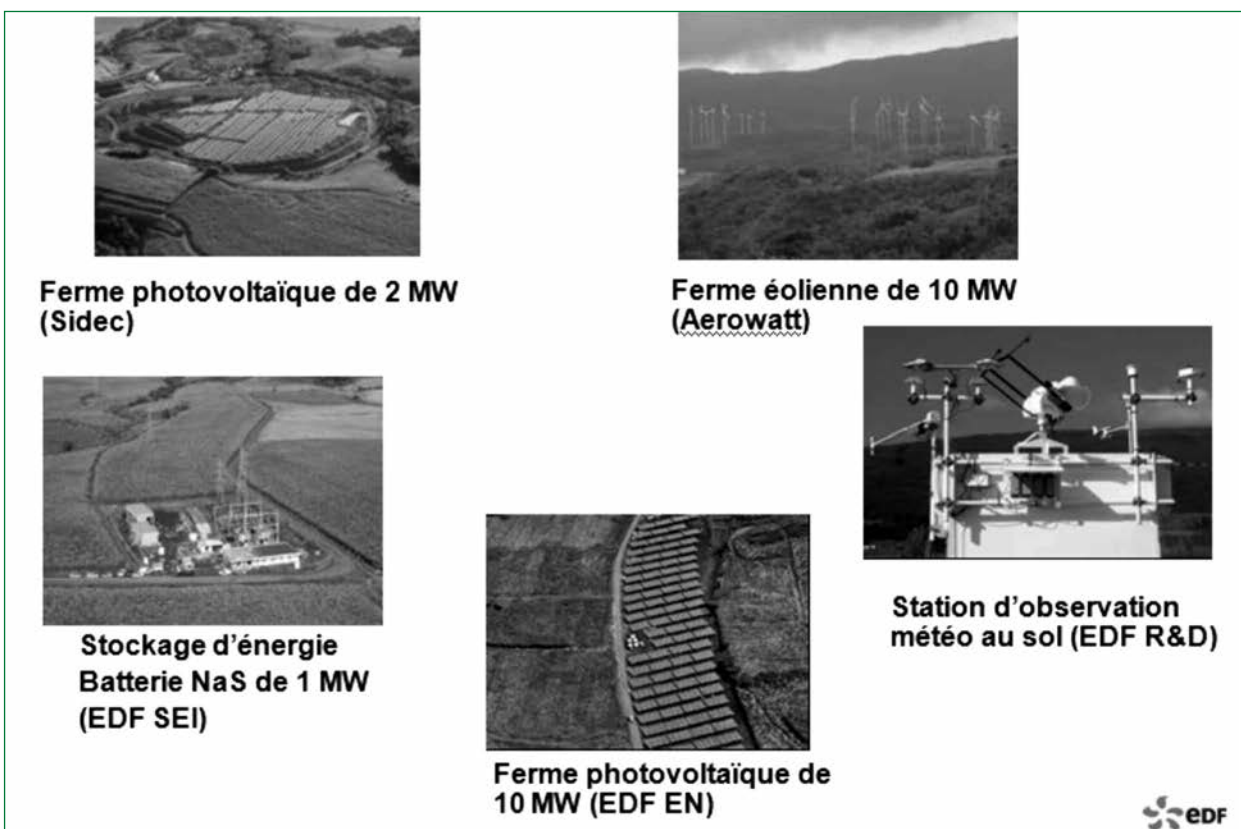 Ferme photovoltaïque de 2 MW
(Sidec)
Ferme éolienne de 10 MW
(Aerowatt)
Stockage d'énergie
Batterie NaS de 1 MW
(EDF SEI)
Station d'observation
météo au sol (EDF R&D)
Ferme photovoltaïque de
10 MW (EDF EN)
eDF